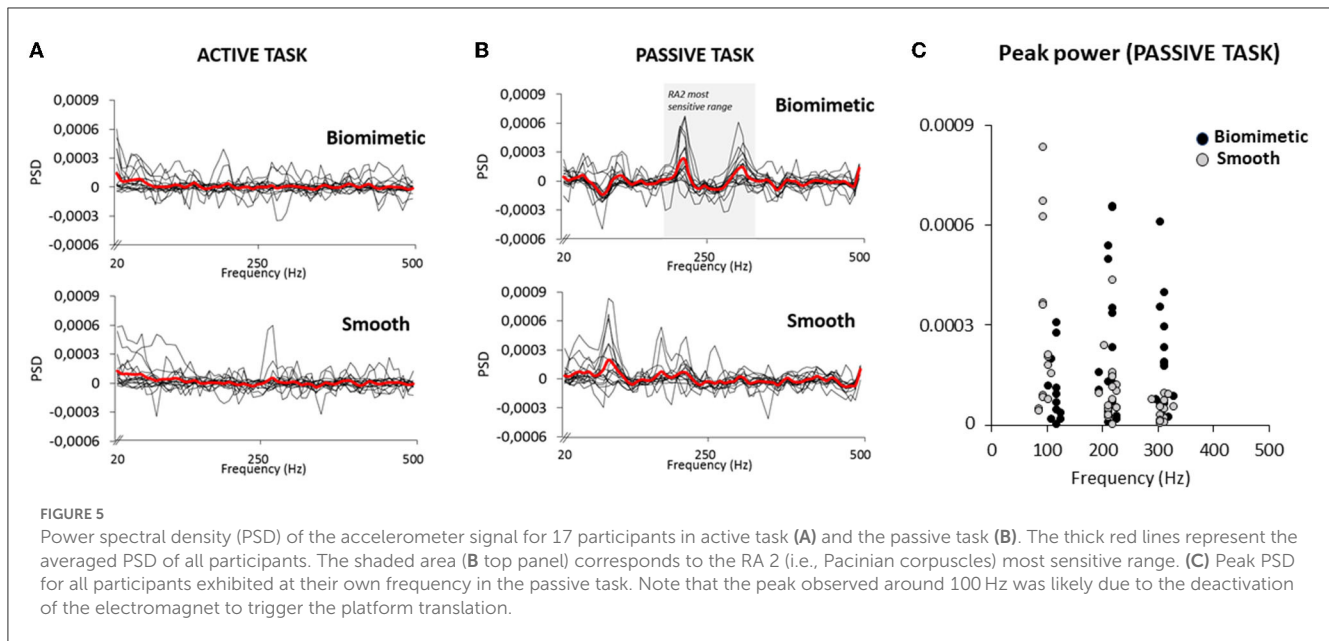 A
ACTIVE TASK
0,0009
0,0006
0,0003
0
-0,0003
-0,0006
PSD
Biomimetic
20
250
500
Frequency (Hz)
0,0009
0,0006
0,0003
0
-0,0003
-0,0006
PSD
Smooth
20
250
500
Frequency (Hz)
B
PASSIVE TASK
0,0009
0,0006
0,0003
0
-0,0003
-0,0006
PSD
RA2 most
sensitive range
Biomimetic
20
250
500
Frequency (Hz)
0,0009
0,0006
0,0003
0
-0,0003
-0,0006
PSD
Smooth
20
250
500
Frequency (Hz)
C
Peak power (PASSIVE TASK)
0.0009
0.0006
0.0003
0
Biomimetic
Smooth
0
100
200
300
400
500
Frequency (Hz)
FIGURE 5
Power spectral density (PSD) of the accelerometer signal for 17 participants in active task (A) and the passive task (B). The thick red lines represent the
averaged PSD of all participants. The shaded area (B top panel) corresponds to the RA 2 (i.e., Pacinian corpuscles) most sensitive range. (C) Peak PSD
for all participants exhibited at their own frequency in the passive task. Note that the peak observed around 100 Hz was likely due to the deactivation
of the electromagnet to trigger the platform translation.